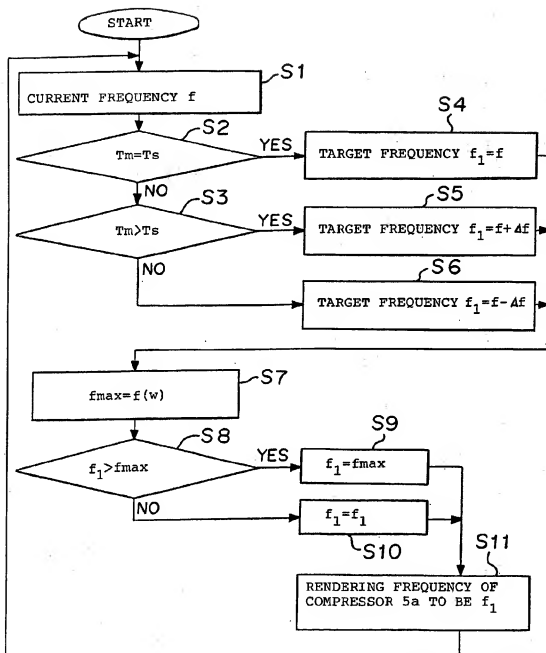 START
S1
CURRENT FREQUENCY f
S2
Tm=Ts
YES
NO
S4
TARGET FREQUENCY f₁=f
S3
Tm>Ts
YES
NO
S5
TARGET FREQUENCY f₁=f+Δf
S6
TARGET FREQUENCY f₁=f-Δf
S7
fmax=f(w)
S8
f₁>fmax
YES
NO
S9
f₁=fmax
f₁=f₁
S10
S11
RENDERING FREQUENCY OF
COMPRESSOR 5a TO BE f₁